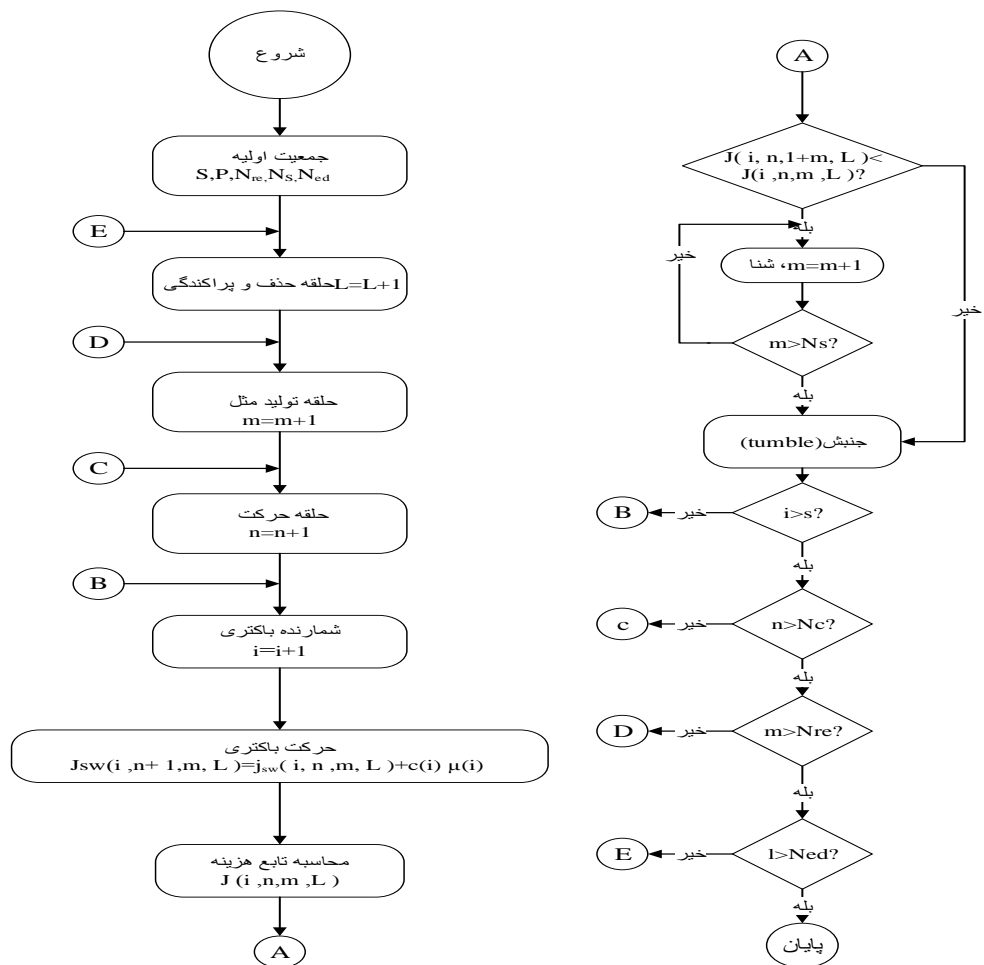 شروع
جمعیت اولیه
S,P,Nre,NS,Ned
E
حلقه حذف و پراکندگی L=L+1
D
حلقه تولید مثل
m=m+1
C
حلقه حرکت
n=n+1
B
شمارنده باکتری
i=i+1
حرکت باکتری
Jsw(i ,n+ 1,m, L )=jsw( i, n ,m, L )+c(i) µ(i)
محاسبه تابع هزینه
J (i ,n,m ,L )
A
A
J( i, n,1+m, L )<
J(i ,n,m ,L )?
بله
خیر
خیر
شنا ،m=m+1
m>Ns?
بله
جنبش(tumble)
i>s?
خیر
B
بله
n>Nc?
خیر
c
بله
m>Nre?
خیر
D
بله
l>Ned?
خیر
E
بله
پایان